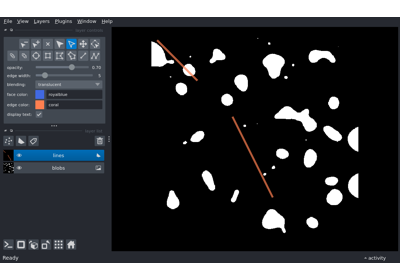 File View Layers Plugins Window Help
opacity: 0.70
edge width: 5
blending: translucent
face color: royalblue
edge color: coral
display text: ✓
lines
blobs
Ready
activity